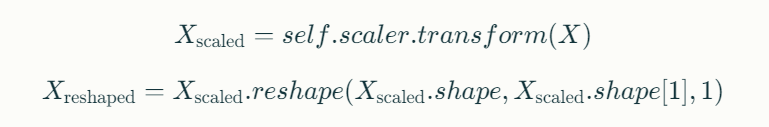 X_scaled = self.scaler.transform(X)
X_reshaped = X_scaled.reshape(X_scaled.shape, X_scaled.shape[1], 1)